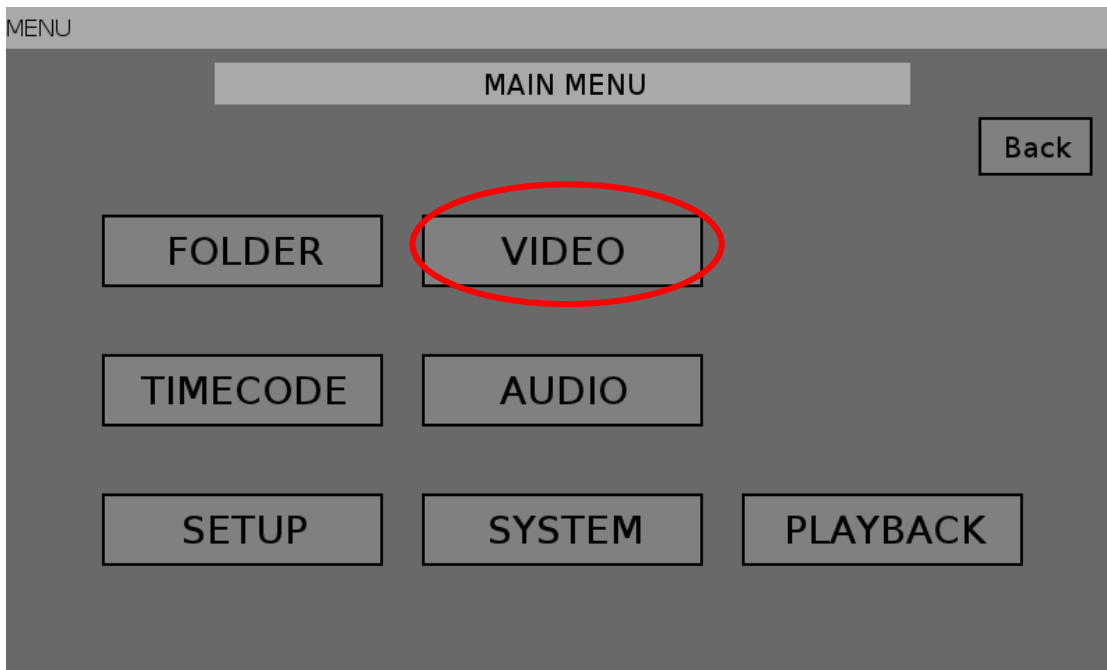 MENU
MAIN MENU
Back
FOLDER
VIDEO
TIMECODE
AUDIO
SETUP
SYSTEM
PLAYBACK